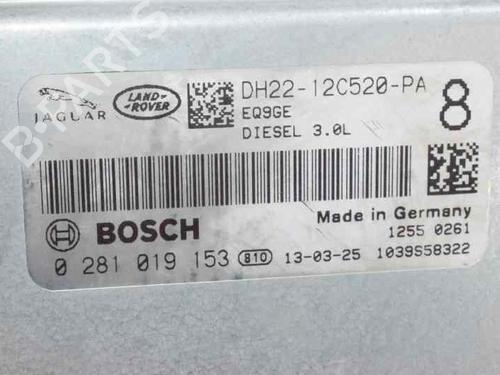 B-PARTS
JAGUAR
LAND-
ROVER
DH22-12C520-PA
EQ9GE
DIESEL 3.0L
8
BOSCH
Made in Germany
1255 0261
0 281 019 153 810 13-03-25 1039S58322